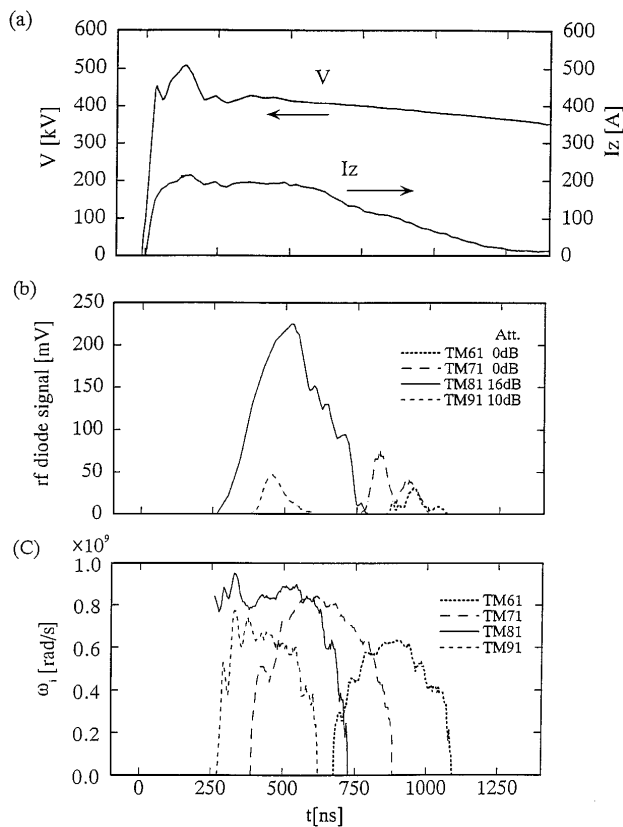 (a)
600
500
400
300
200
100
0
V [kV]
V
Iz
600
500
400
300
200
100
0
Iz [A]
(b)
250
200
150
100
50
0
rf diode signal [mV]
Att.
TM61 0dB
TM71 0dB
TM81 16dB
TM91 10dB
(C)
×10⁹
1.0
0.8
0.6
0.4
0.2
0.0
ωi [rad/s]
TM61
TM71
TM81
TM91
0 250 500 750 1000 1250
t[ns]